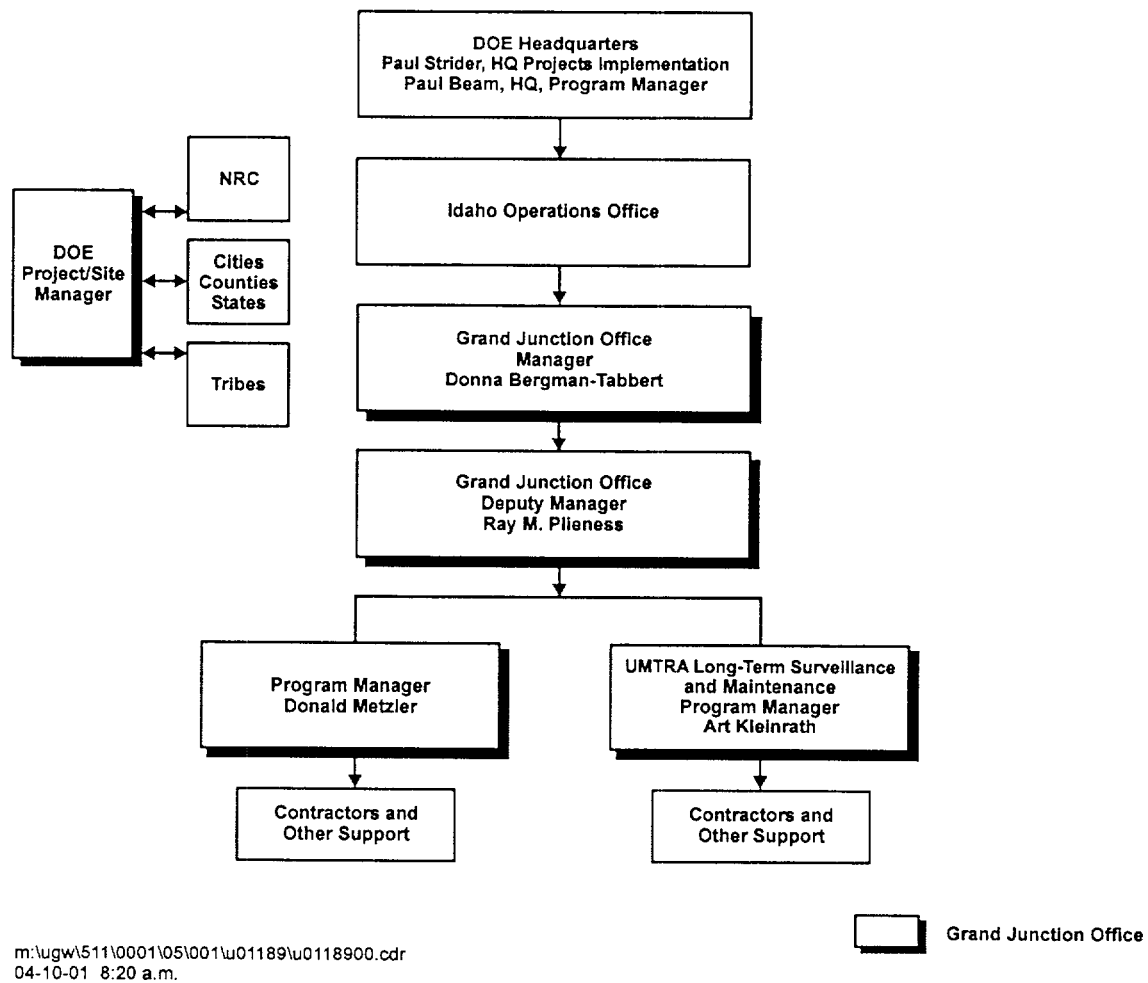 DOE Headquarters
Paul Strider, HQ Projects Implementation
Paul Beam, HQ, Program Manager
NRC
Idaho Operations Office
DOE
Project/Site
Manager
Cities
Counties
States
Tribes
Grand Junction Office
Manager
Donna Bergman-Tabbert
Grand Junction Office
Deputy Manager
Ray M. Plieness
Program Manager
Donald Metzler
UMTRA Long-Term Surveillance
and Maintenance
Program Manager
Art Kleinrath
Contractors and
Other Support
Contractors and
Other Support
Grand Junction Office
m:\ugw\511\0001\05\001\u01189\u0118900.cdr
04-10-01 8:20 a.m.